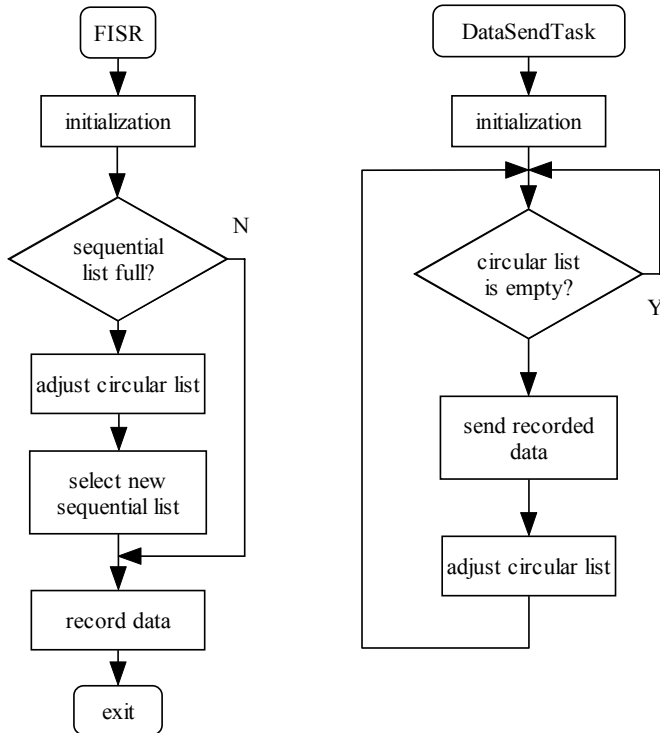 FISR
initialization
N
sequential
list full?
adjust circular list
select new
sequential list
record data
exit
DataSendTask
initialization
circular list
is empty?
Y
send recorded
data
adjust circular list